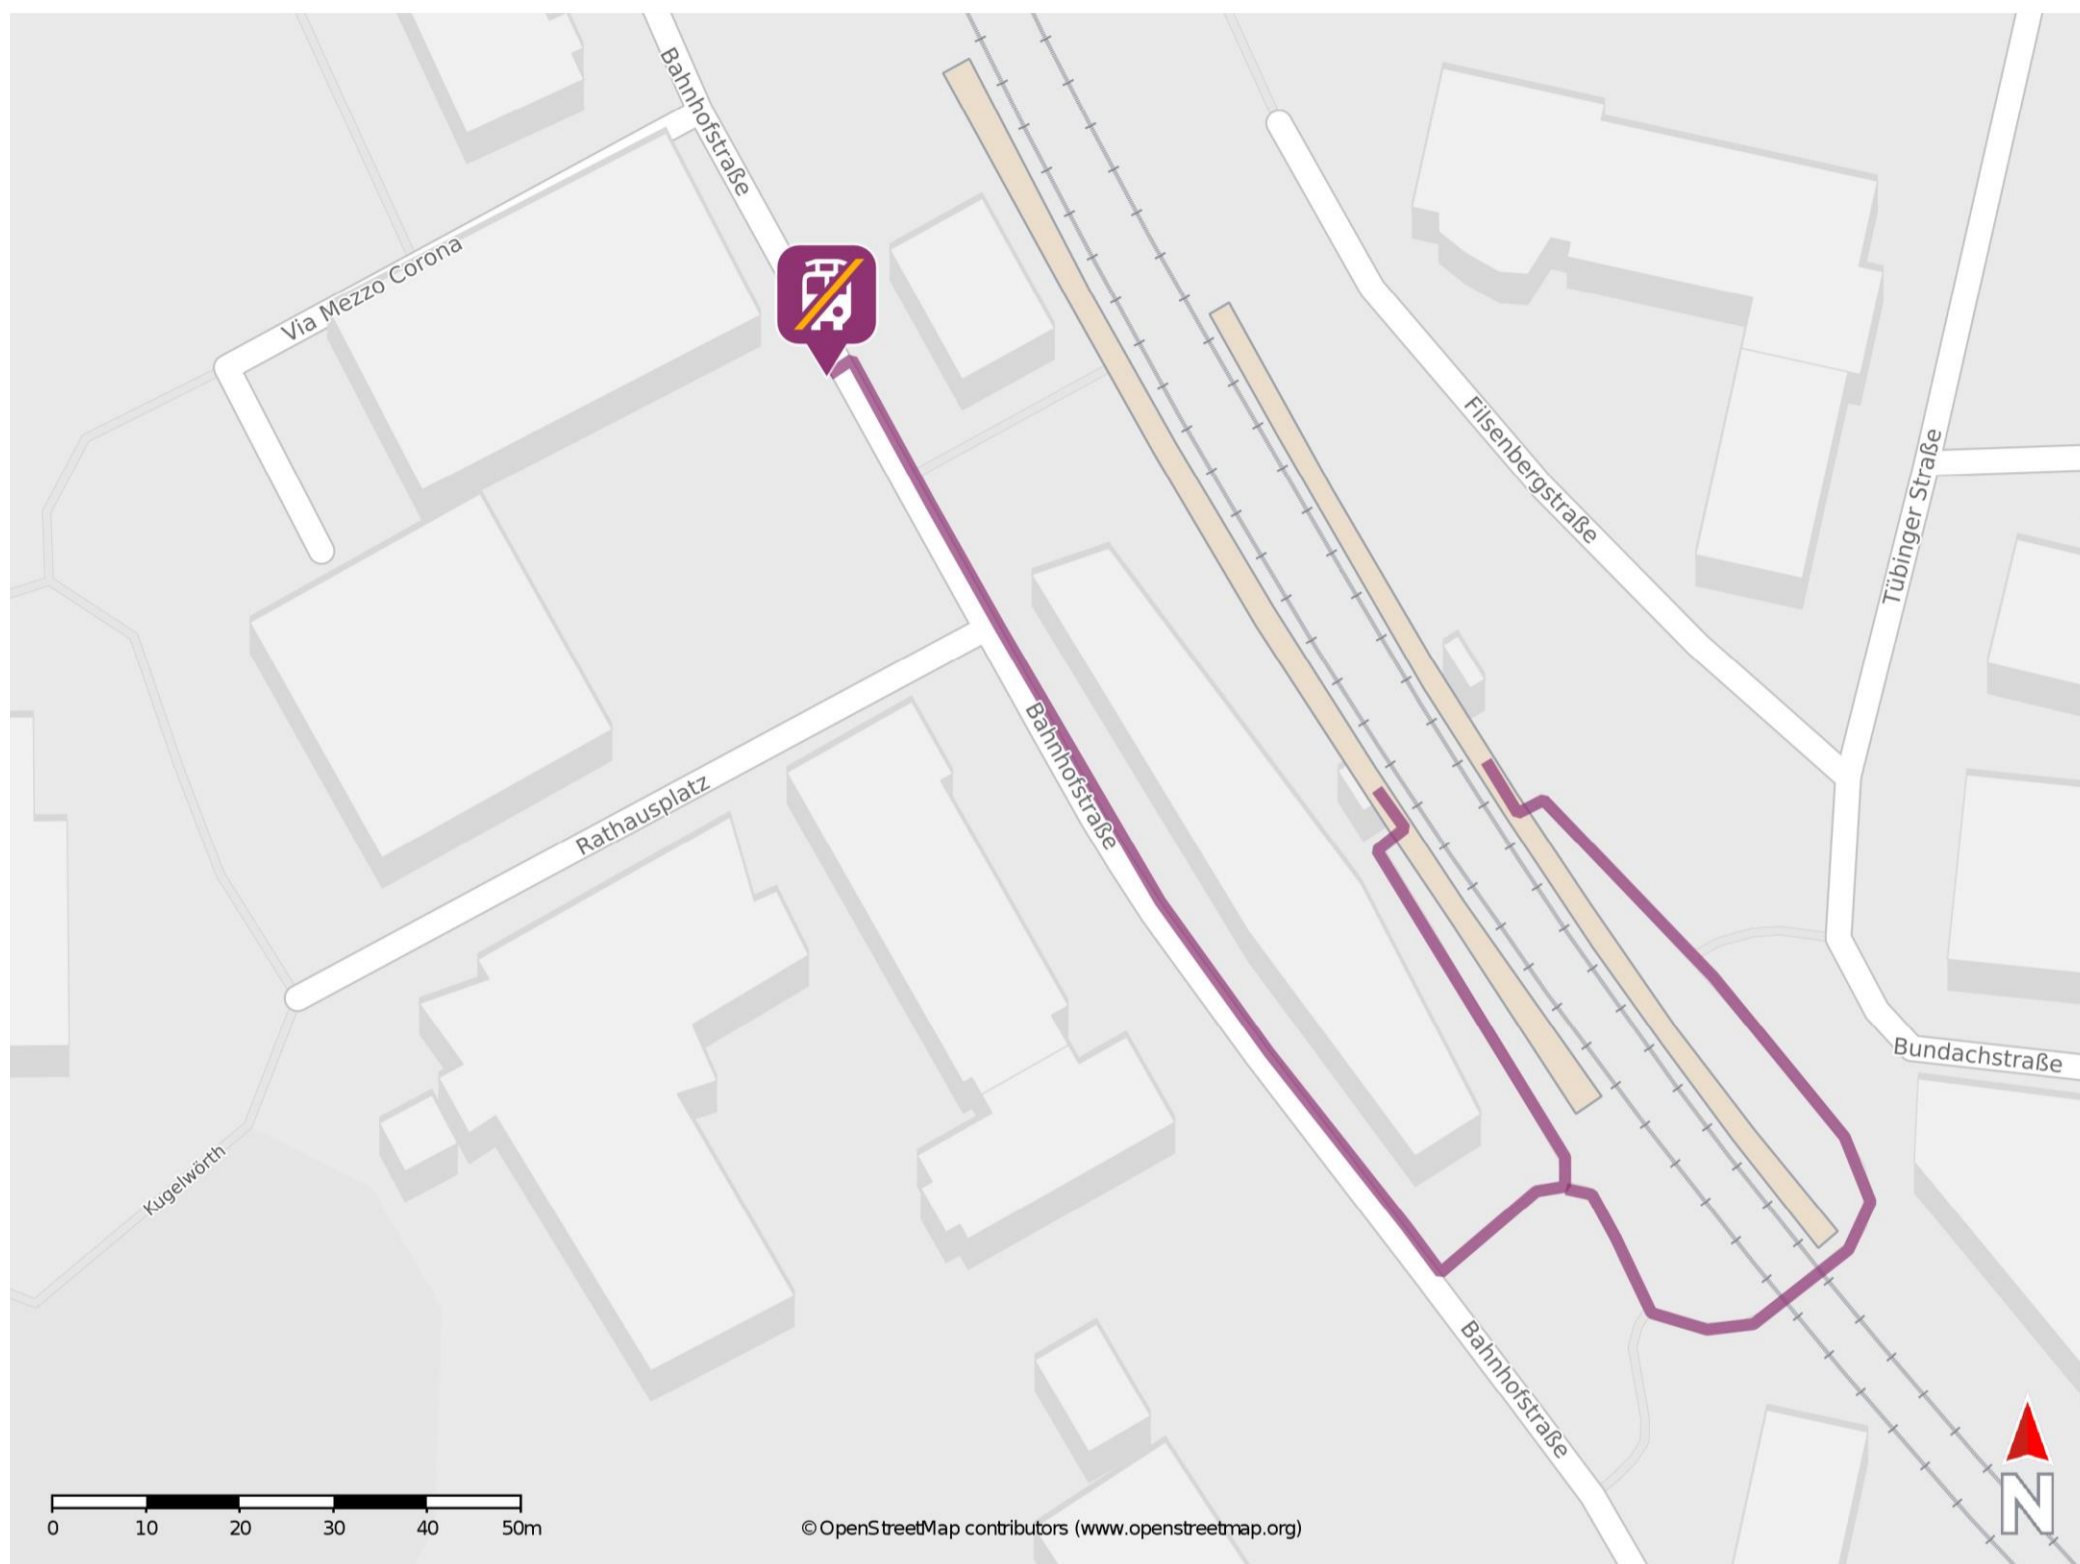 Bahnhofstraße
Via Mezzo Corona
Filsenbergstraße
Tübinger Straße
Bahnhofstraße
Rathausplatz
Bundachstraße
Kugelwörth
Bahnhofstraße
N
0 10 20 30 40 50m
© OpenStreetMap contributors (www.openstreetmap.org)